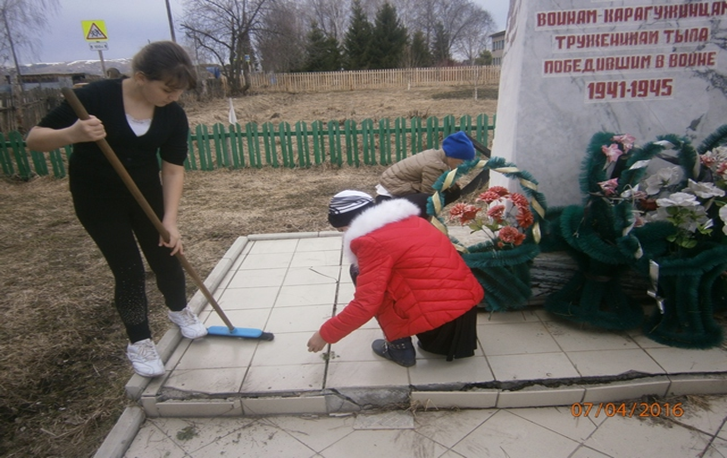 ВОИНАМ-КАРАГУЖИНЦАМ
ТРУЖЕНИКАМ ТЫЛА
ПОБЕДИВШИМ В ВОЙНЕ
1941-1945
07/04/2016